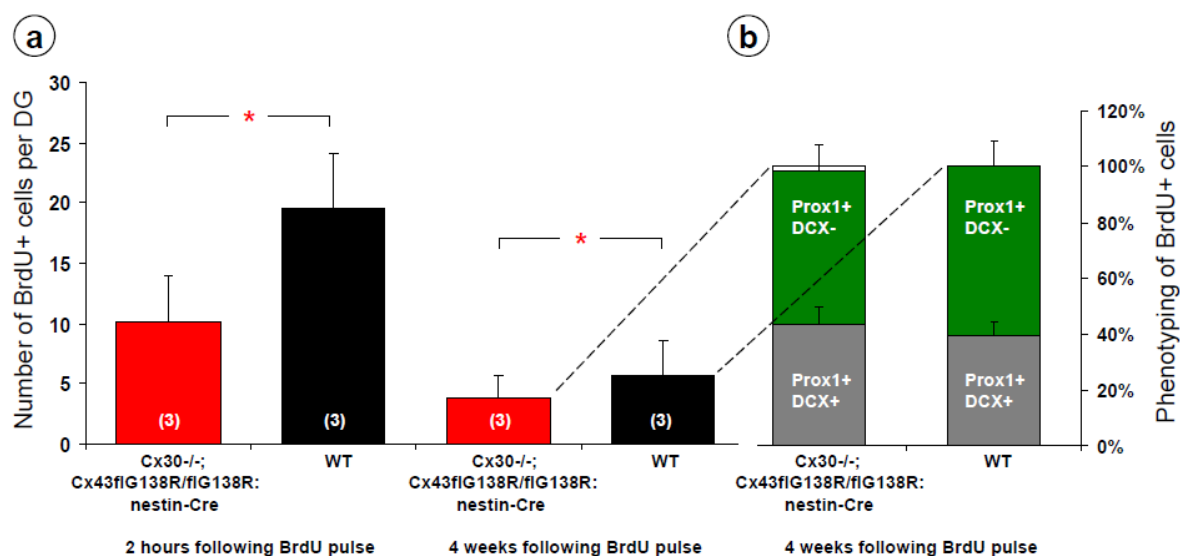 a
b
Number of BrdU+ cells per DG
30
25
20
15
10
5
0
*
*
(3)
(3)
(3)
(3)
Cx30-/-;
Cx43flG138R/flG138R:
nestin-Cre
WT
Cx30-/-;
Cx43flG138R/flG138R:
nestin-Cre
WT
2 hours following BrdU pulse
4 weeks following BrdU pulse
Prox1+
DCX-
Prox1+
DCX+
Prox1+
DCX-
Prox1+
DCX+
Cx30-/-;
Cx43flG138R/flG138R:
nestin-Cre
WT
4 weeks following BrdU pulse
120%
100%
80%
60%
40%
20%
0%
Phenotyping of BrdU+ cells